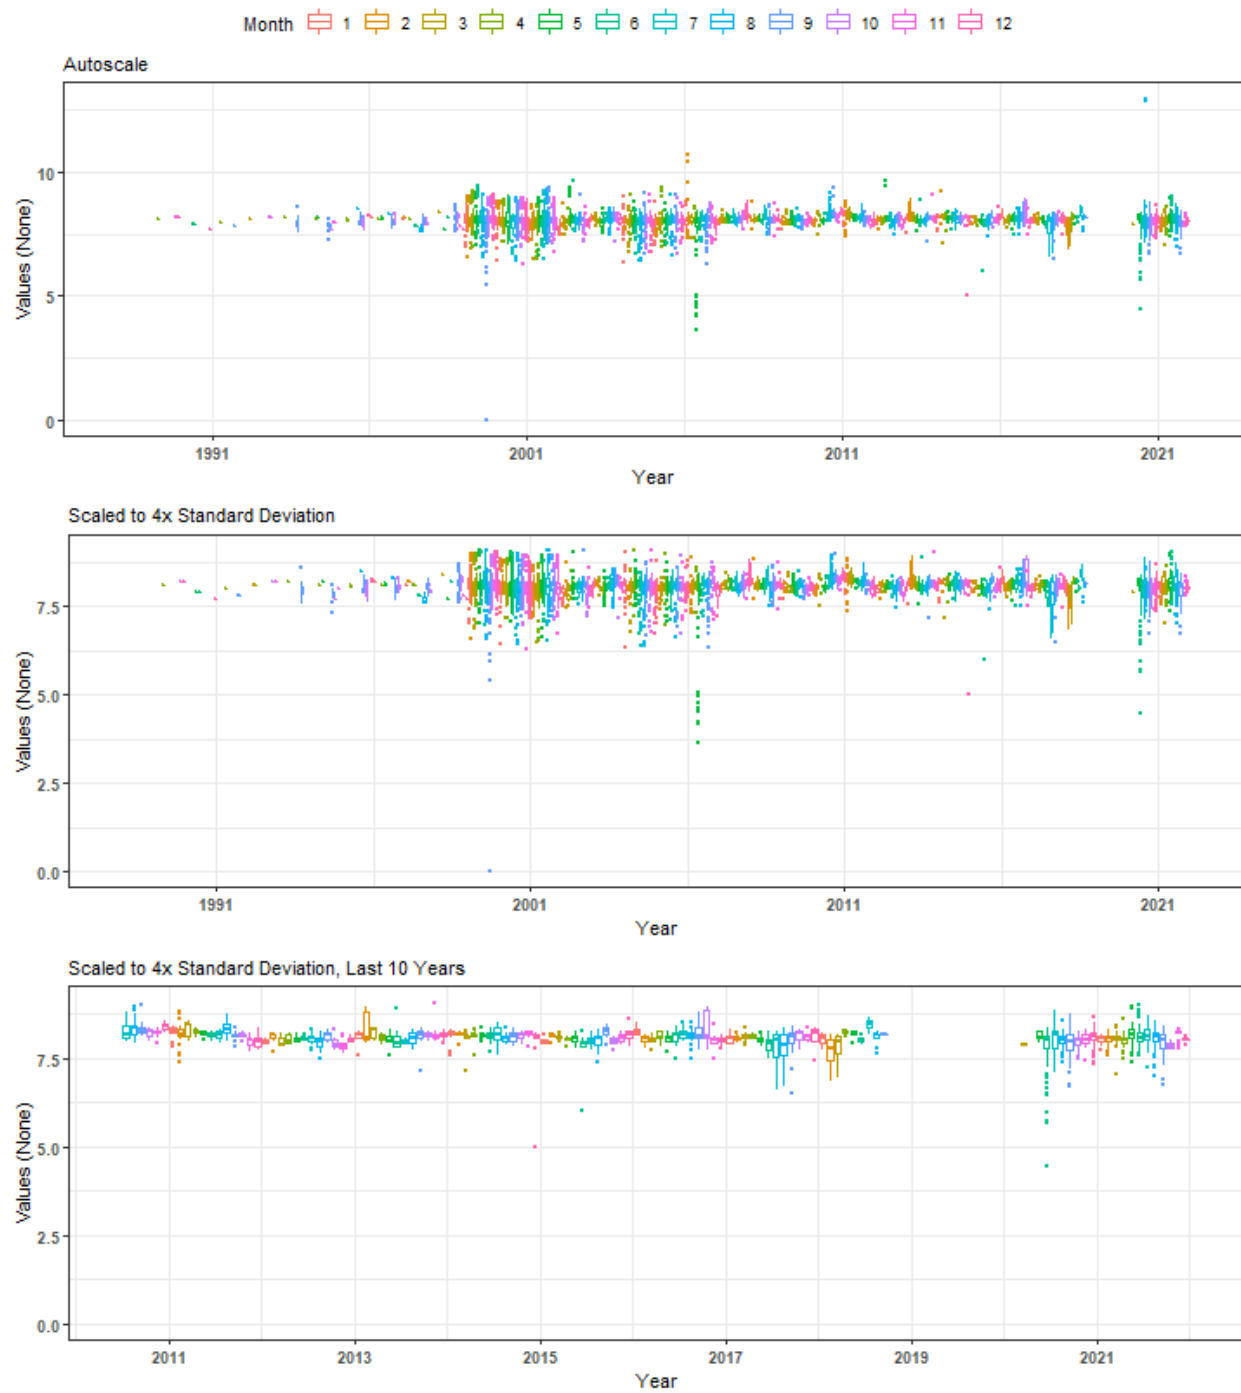 Month 1 2 3 4 5 6 7 8 9 10 11 12
Autoscale
Values (None)
10
5
0
1991 2001 2011 2021
Year
Scaled to 4x Standard Deviation
Values (None)
7.5
5.0
2.5
0.0
1991 2001 2011 2021
Year
Scaled to 4x Standard Deviation, Last 10 Years
Values (None)
7.5
5.0
2.5
0.0
2011 2013 2015 2017 2019 2021
Year